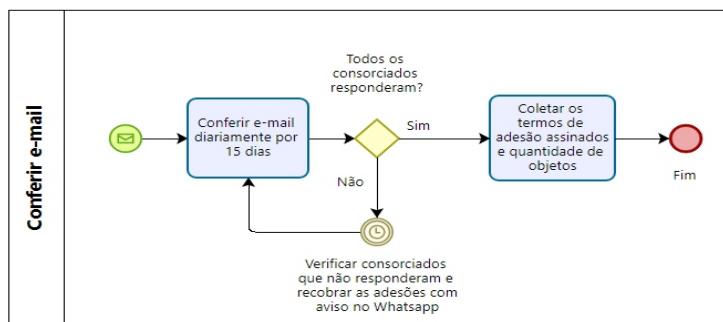 Conferir e-mail
Todos os
consorciados
responderam?
Conferir e-mail
diariamente por
15 dias
Sim
Coletar os
termos de
adesão assinados
e quantidade de
objetos
Fim
Não
Verificar consorciados
que não responderam e
recobrar as adesões com
aviso no Whatsapp